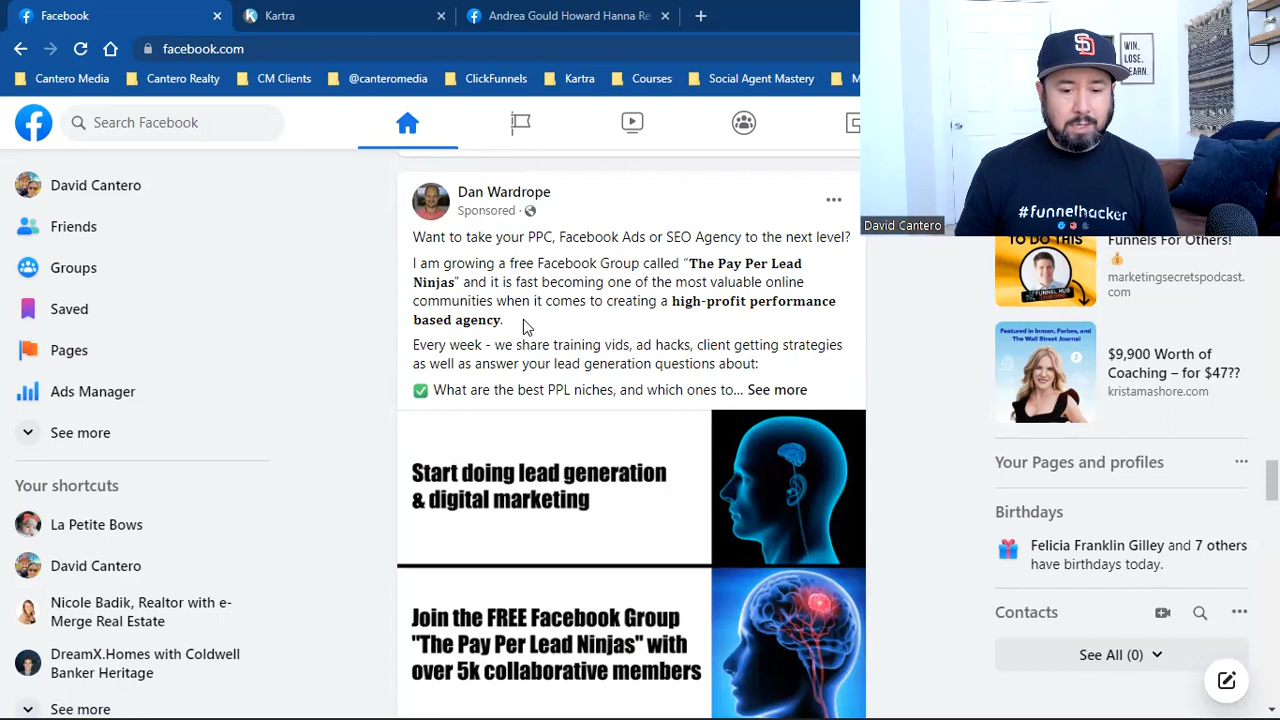 Facebook
Kartra
Andrea Gould Howard Hanna Re
facebook.com
Cantero Media
Cantero Realty
CM Clients
@canteromedia
ClickFunnels
Kartra
Courses
Social Agent Mastery
M
Search Facebook
David Cantero
Friends
Groups
Saved
Pages
Ads Manager
See more
Your shortcuts
La Petite Bows
David Cantero
Nicole Badik, Realtor with e-
Merge Real Estate
DreamX.Homes with Coldwell
Banker Heritage
See more
Dan Wardrope
Sponsored ·
Want to take your PPC, Facebook Ads or SEO Agency to the next level?
I am growing a free Facebook Group called “The Pay Per Lead
Ninjas” and it is fast becoming one of the most valuable online
communities when it comes to creating a high-profit performance
based agency.
Every week - we share training vids, ad hacks, client getting strategies
as well as answer your lead generation questions about:
✅ What are the best PPL niches, and which ones to... See more
Start doing lead generation
& digital marketing
Join the FREE Facebook Group
"The Pay Per Lead Ninjas" with
over 5k collaborative members
SD
WIN.
LOSE.
#funnelhacker
David Cantero
TO DO THIS
FUNNEL HUB
Funnels For Others!
💰
marketingsecretspodcast.
com
Featured in Inman, Forbes, and
The Wall Street Journal
$9,900 Worth of
Coaching – for $47??
kristamashore.com
Your Pages and profiles
Birthdays
Felicia Franklin Gilley and 7 others
have birthdays today.
Contacts
See All (0)